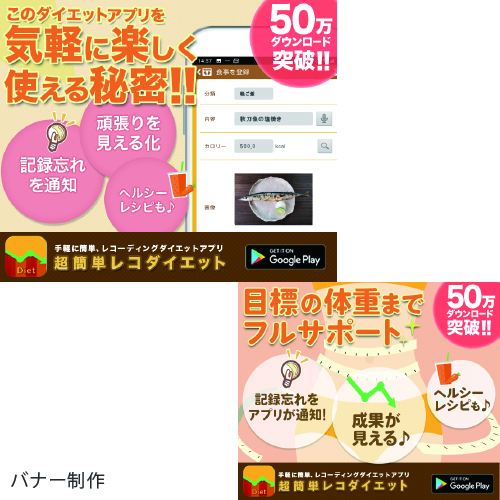 このダイエットアプリを
気軽に楽しく
使える秘密!!
50万
ダウンロード
突破!!
14:57
食事を登録
分類
晩ご飯
内容
秋刀魚の塩焼き
カロリー
500.0
kcal
画像
頑張りを
見える化
記録忘れ
を通知
ヘルシー
レシピも♪
Diet
手軽に簡単、レコーディングダイエットアプリ
超簡単レコダイエット
GET IT ON
Google Play
目標の体重まで
フルサポート
50万
ダウンロード
突破!!
記録忘れを
アプリが通知!
成果が
見える♪
ヘルシー
レシピも♪
Diet
手軽に簡単、レコーディングダイエットアプリ
超簡単レコダイエット
GET IT ON
Google Play
バナー制作